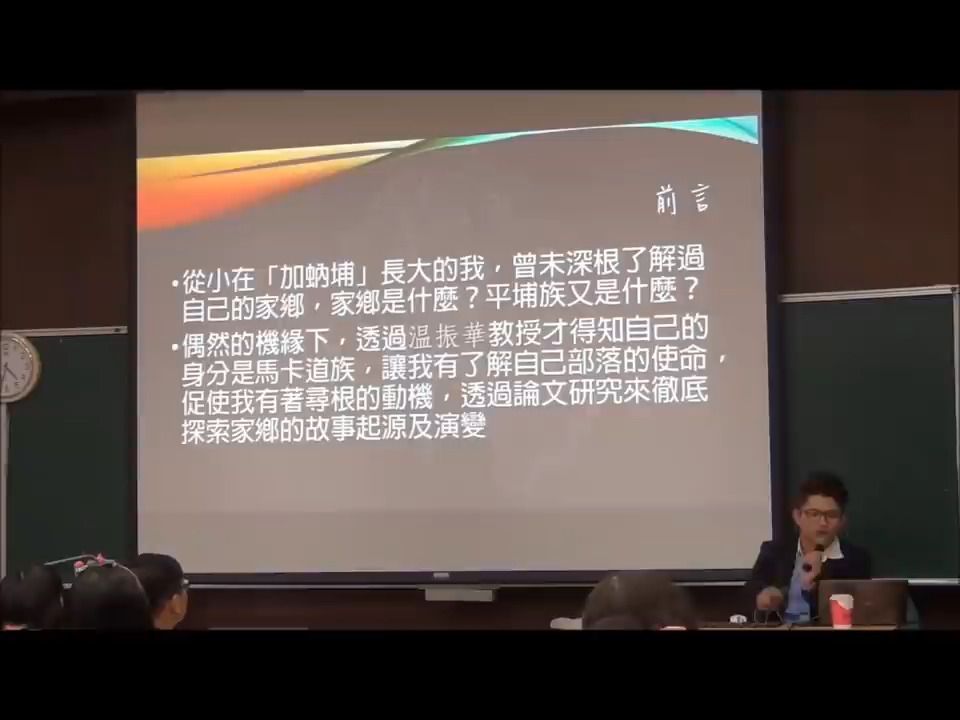 前言
•從小在「加蚋埔」長大的我，曾未深根了解過
自己的家鄉，家鄉是什麼？平埔族又是什麼？
•偶然的機緣下，透過温振華教授才得知自己的
身分是馬卡道族，讓我有了解自己部落的使命，
促使我有著尋根的動機，透過論文研究來徹底
探索家鄉的故事起源及演變